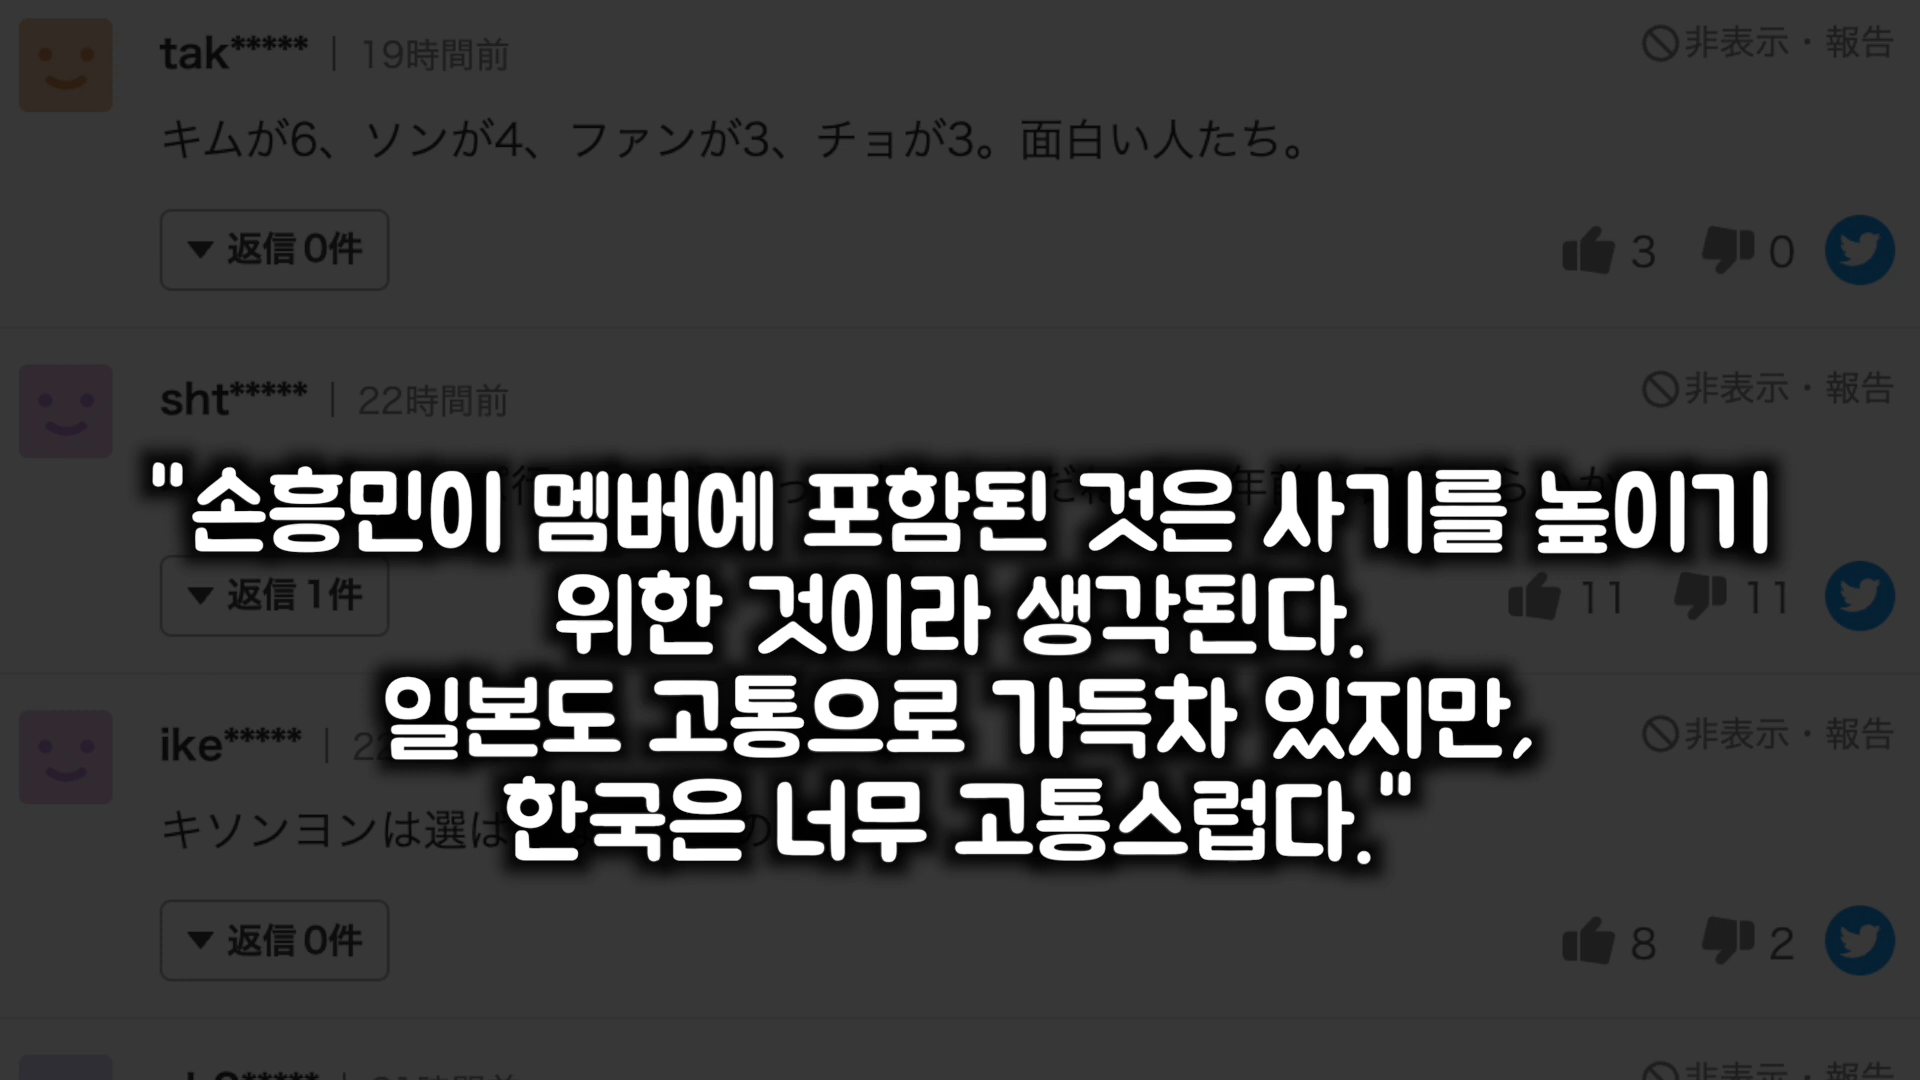 tak***** | 19時間前
非表示・報告
キムが6、ソンが4、ファンが3、チョが3。面白い人たち。
返信0件
3
0
sht***** | 22時間前
非表示・報告
"손흥민이 멤버에 포함된 것은 사기를 높이기
위한 것이라 생각된다.
일본도 고통으로 가득차 있지만,
한국은 너무 고통스럽다."
返信1件
11
11
ike***** |
非表示・報告
キソンヨンは選ば
返信0件
8
2
非表示・報告